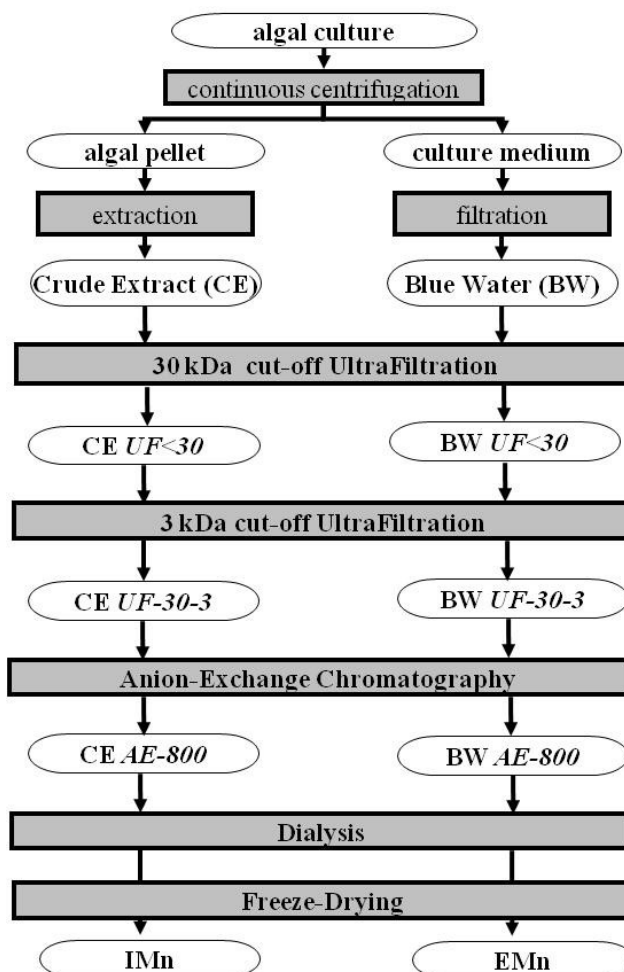 algal culture
continuous centrifugation
algal pellet
culture medium
extraction
filtration
Crude Extract (CE)
Blue Water (BW)
30 kDa cut-off UltraFiltration
CE UF<30
BW UF<30
3 kDa cut-off UltraFiltration
CE UF-30-3
BW UF-30-3
Anion-Exchange Chromatography
CE AE-800
BW AE-800
Dialysis
Freeze-Drying
IMn
EMn